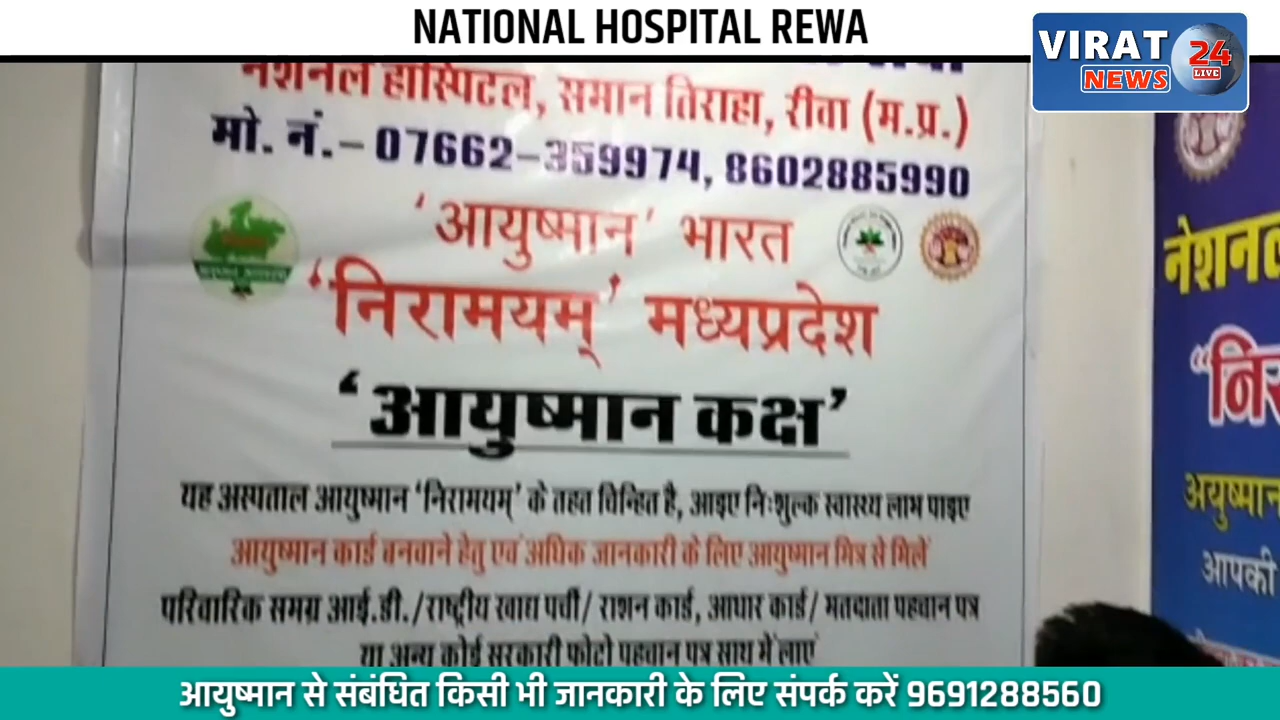 NATIONAL HOSPITAL REWA
VIRAT
NEWS
24
LIVE
नेशनल हॉस्पिटल, समान तिराहा, रीवा (म.प्र.)
मो. नं.– 07662-359974, 8602885990
‘आयुष्मान’ भारत
‘निरामयम्’ मध्यप्रदेश
‘आयुष्मान कक्ष’
यह अस्पताल आयुष्मान ‘निरामयम्’ के तहत चिन्हित है, आइए निःशुल्क स्वास्थ्य लाभ पाइए
आयुष्मान कार्ड बनवाने हेतु एवं अधिक जानकारी के लिए आयुष्मान मित्र से मिलें
परिवारिक समग्र आई.डी./राष्ट्रीय खाद्य पर्ची/ राशन कार्ड, आधार कार्ड/ मतदाता पहचान पत्र
या अन्य कोई सरकारी फोटो पहचान पत्र साथ में लाएं
नेशनल
“निर
अयुष्मान
आपकी
आयुष्मान से संबंधित किसी भी जानकारी के लिए संपर्क करें 9691288560